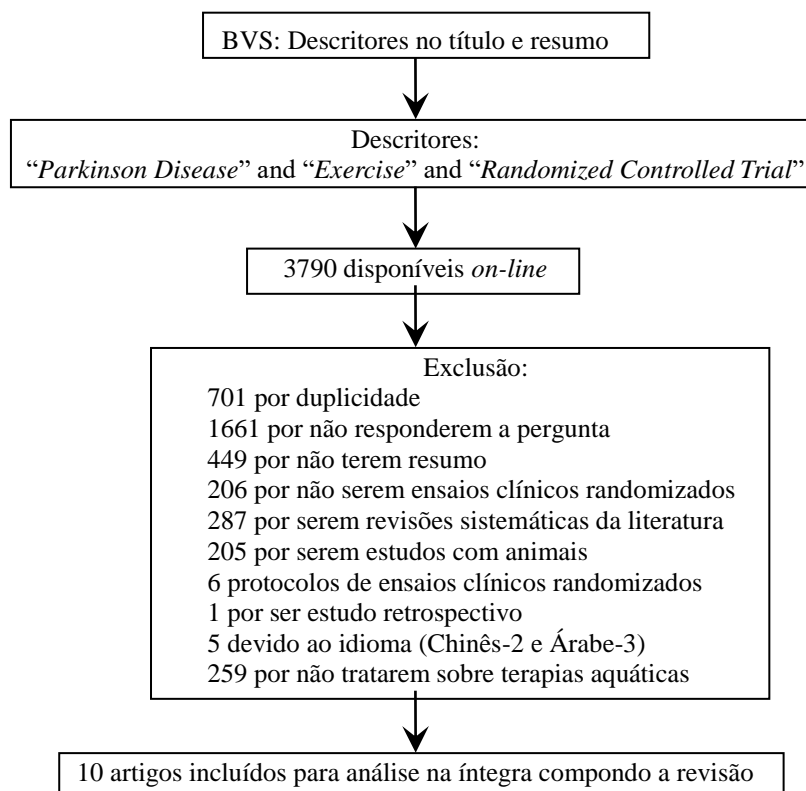 BVS: Descritores no título e resumo
Descritores:
“Parkinson Disease” and “Exercise” and “Randomized Controlled Trial”
3790 disponíveis on-line
Exclusão:
701 por duplicidade
1661 por não responderem a pergunta
449 por não terem resumo
206 por não serem ensaios clínicos randomizados
287 por serem revisões sistemáticas da literatura
205 por serem estudos com animais
6 protocolos de ensaios clínicos randomizados
1 por ser estudo retrospectivo
5 devido ao idioma (Chinês-2 e Árabe-3)
259 por não tratarem sobre terapias aquáticas
10 artigos incluídos para análise na íntegra compondo a revisão